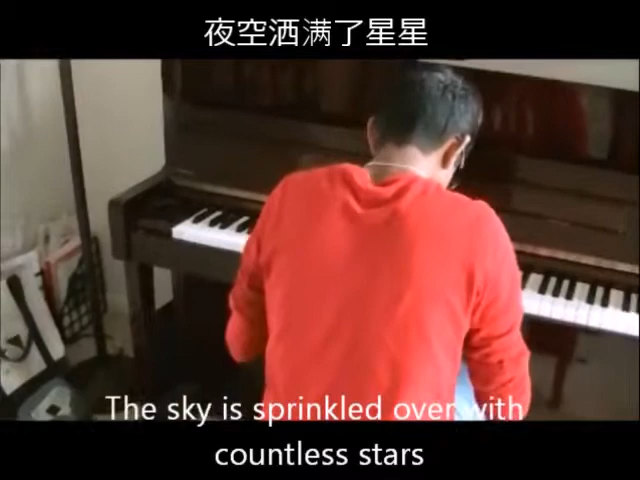 夜空洒满了星星
The sky is sprinkled over with
countless stars